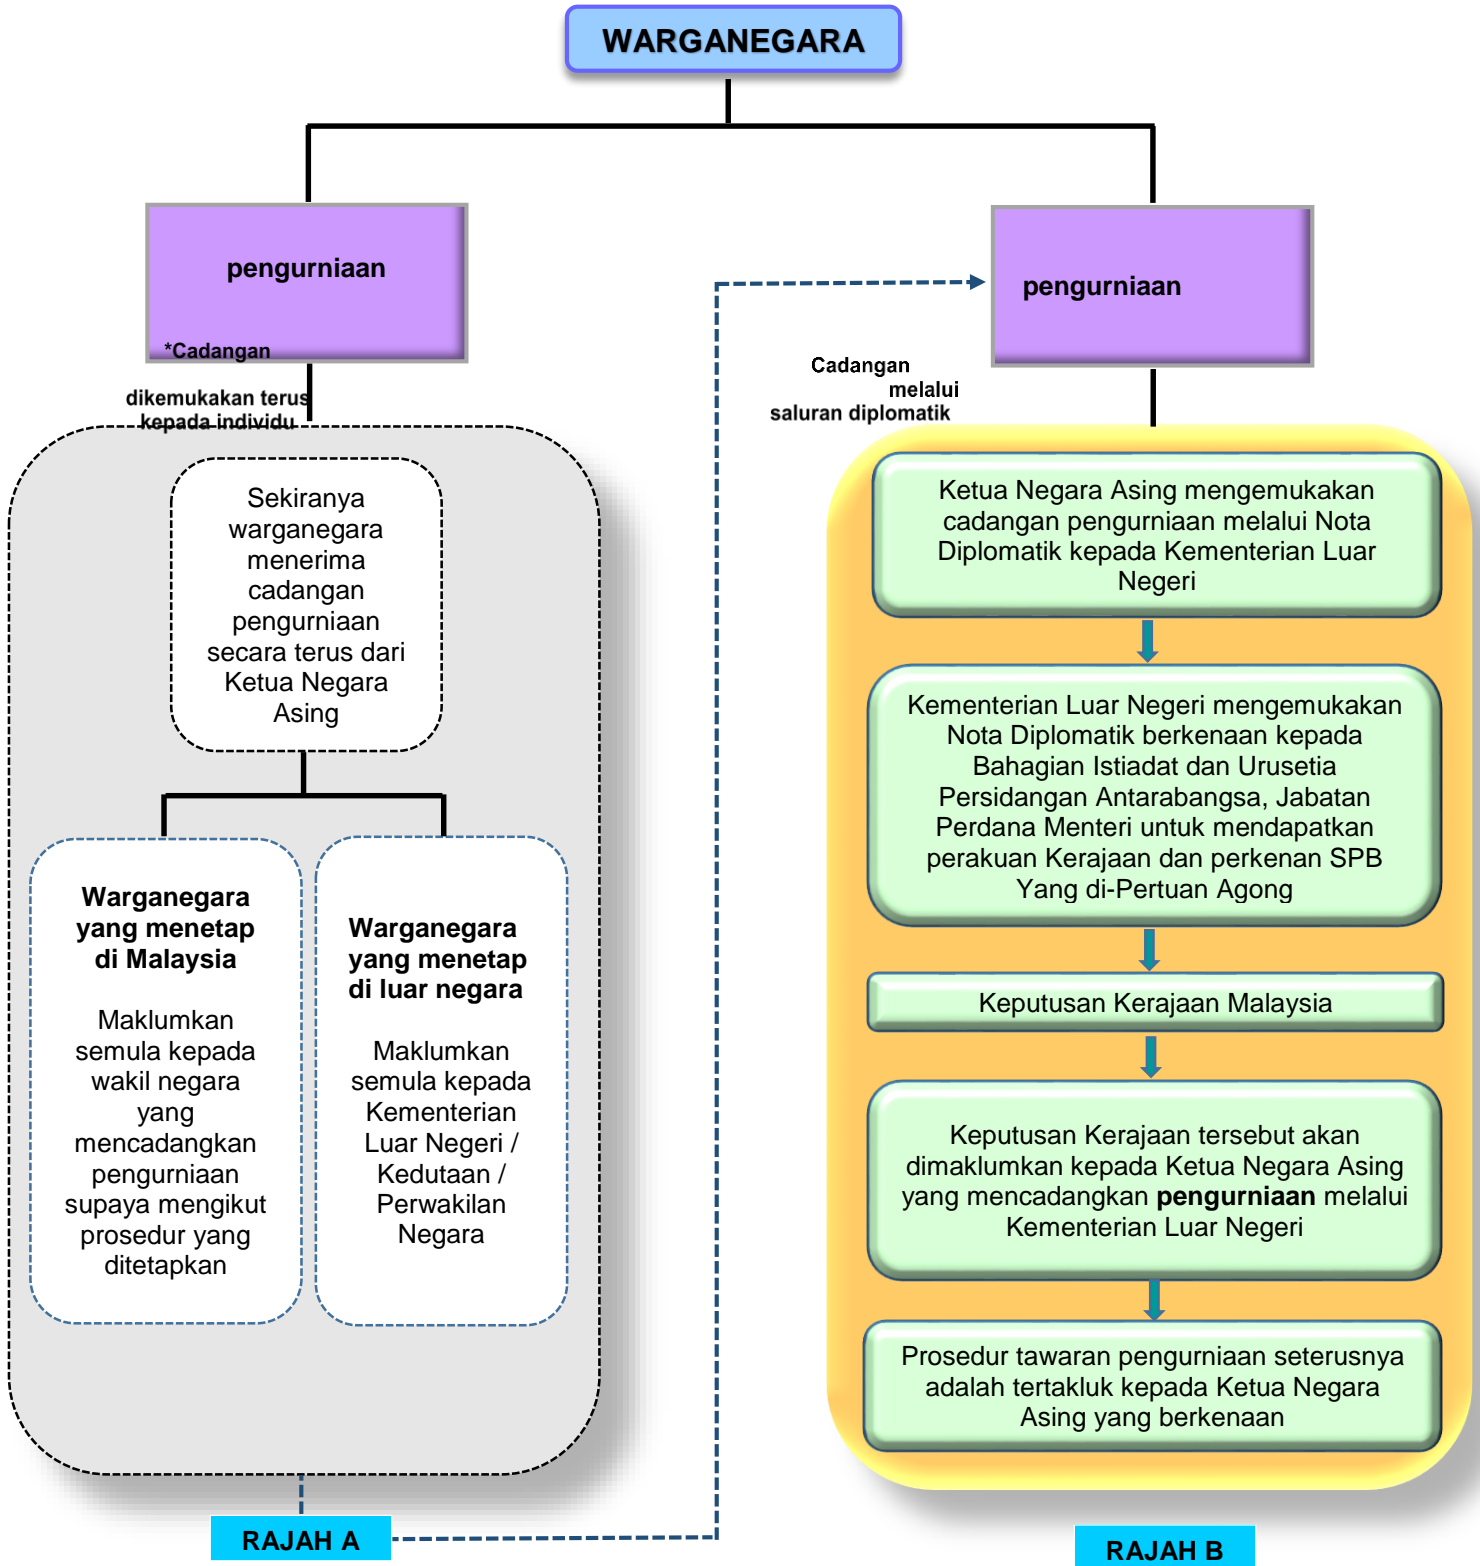 WARGANEGARA
pengurniaan
*Cadangan
dikemukakan terus
kepada individu
Sekiranya
warganegara
menerima
cadangan
pengurniaan
secara terus dari
Ketua Negara
Asing
Warganegara
yang menetap
di Malaysia
Maklumkan
semula kepada
wakil negara
yang
mencadangkan
pengurniaan
supaya mengikut
prosedur yang
ditetapkan
Warganegara
yang menetap
di luar negara
Maklumkan
semula kepada
Kementerian
Luar Negeri /
Kedutaan /
Perwakilan
Negara
RAJAH A
pengurniaan
Cadangan
melalui
saluran diplomatik
Ketua Negara Asing mengemukakan
cadangan pengurniaan melalui Nota
Diplomatik kepada Kementerian Luar
Negeri
Kementerian Luar Negeri mengemukakan
Nota Diplomatik berkenaan kepada
Bahagian Istiadat dan Urusetia
Persidangan Antarabangsa, Jabatan
Perdana Menteri untuk mendapatkan
perakuan Kerajaan dan perkenan SPB
Yang di-Pertuan Agong
Keputusan Kerajaan Malaysia
Keputusan Kerajaan tersebut akan
dimaklumkan kepada Ketua Negara Asing
yang mencadangkan pengurniaan melalui
Kementerian Luar Negeri
Prosedur tawaran pengurniaan seterusnya
adalah tertakluk kepada Ketua Negara
Asing yang berkenaan
RAJAH B